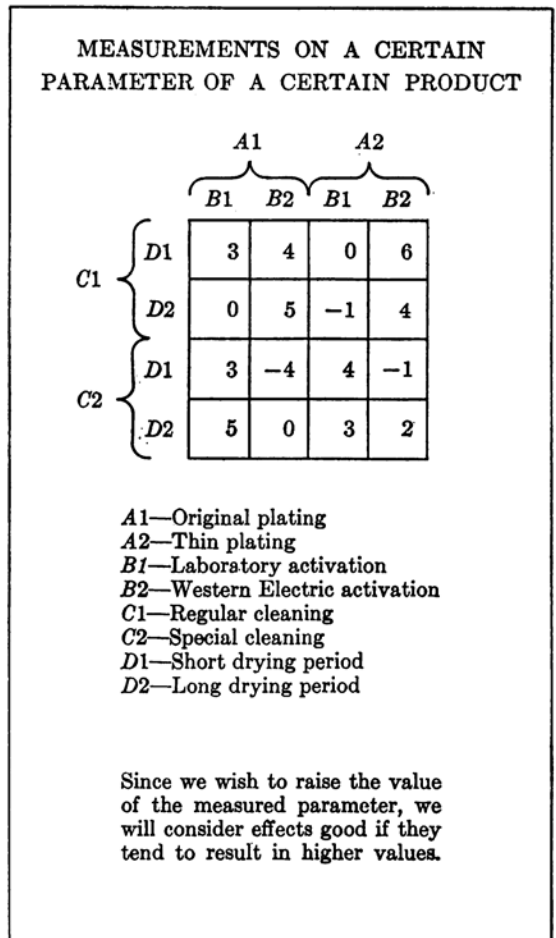 MEASUREMENTS ON A CERTAIN
PARAMETER OF A CERTAIN PRODUCT
A1 A2
B1 B2 B1 B2
C1 D1 3 4 0 6
D2 0 5 −1 4
C2 D1 3 −4 4 −1
D2 5 0 3 2
A1—Original plating
A2—Thin plating
B1—Laboratory activation
B2—Western Electric activation
C1—Regular cleaning
C2—Special cleaning
D1—Short drying period
D2—Long drying period
Since we wish to raise the value
of the measured parameter, we
will consider effects good if they
tend to result in higher values.